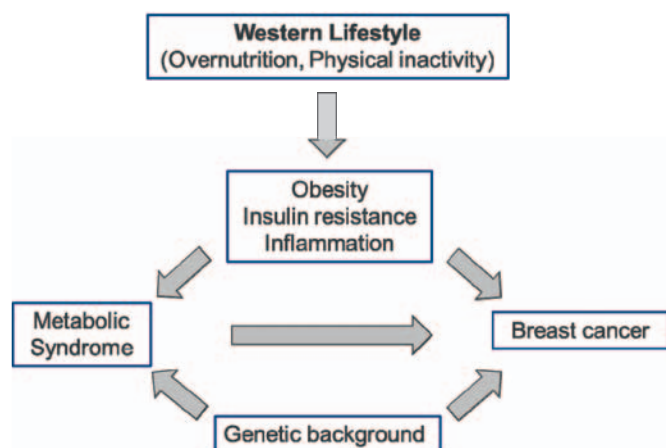 Western Lifestyle
(Overnutrition, Physical inactivity)
Obesity
Insulin resistance
Inflammation
Metabolic
Syndrome
Breast cancer
Genetic background